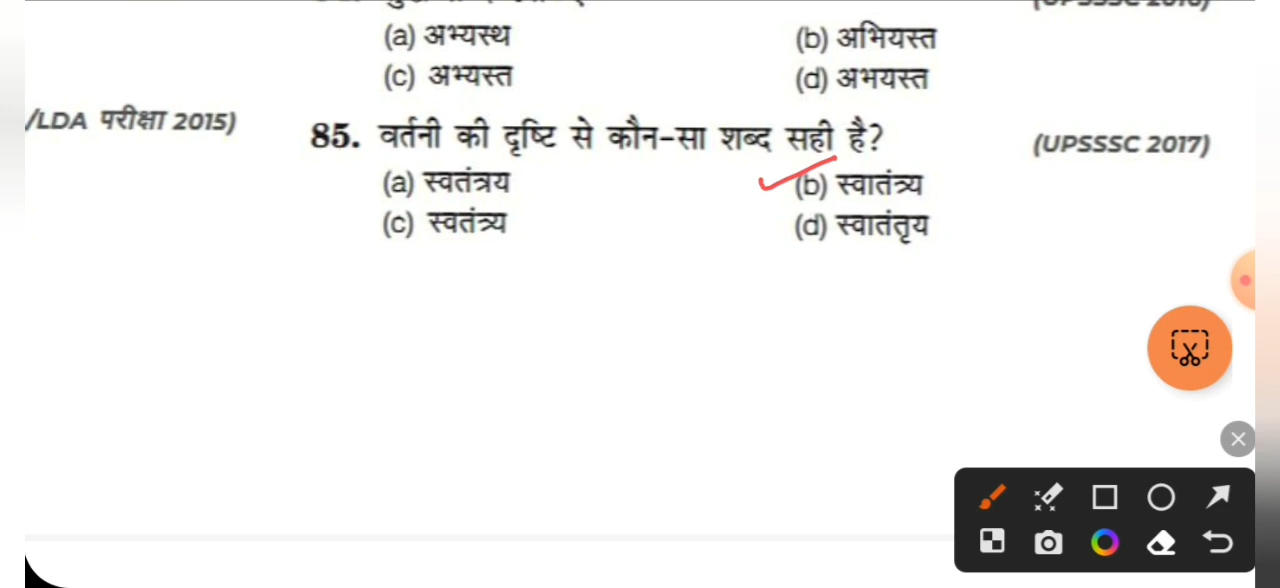 (a) अभ्यस्थ (b) अभियस्त
(c) अभ्यस्त (d) अभयस्त
/LDA परीक्षा 2015)
85. वर्तनी की दृष्टि से कौन-सा शब्द सही है? (UPSSSC 2017)
(a) स्वतंत्रय (b) स्वातंत्र्य
(c) स्वतंत्र्य (d) स्वातंतृय